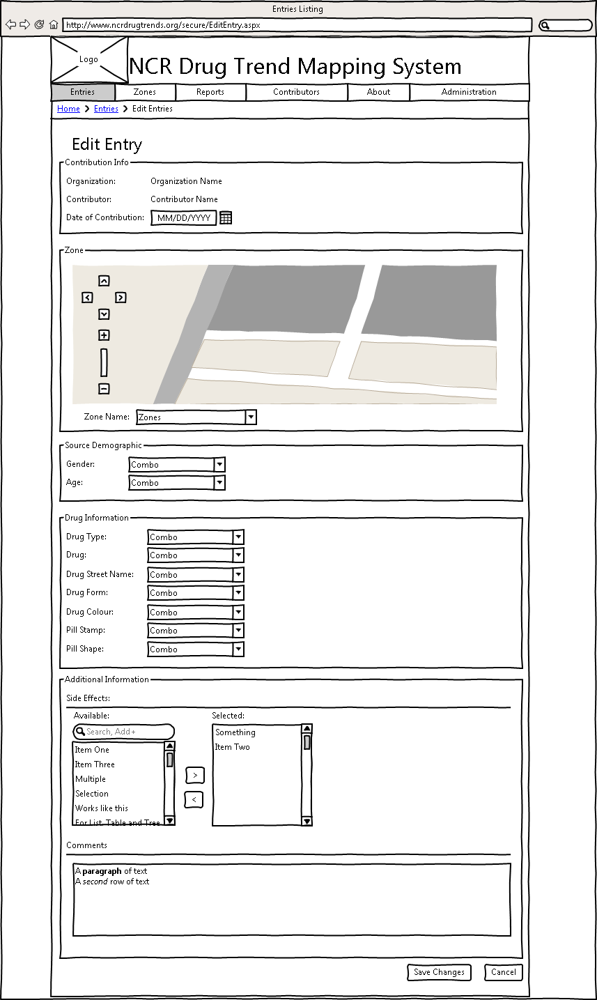 Entries Listing
http://www.ncrdrugtrends.org/secure/EditEntry.aspx
Logo
NCR Drug Trend Mapping System
Entries Zones Reports Contributors About Administration
Home > Entries > Edit Entries
Edit Entry
Contribution Info
Organization: Organization Name
Contributor: Contributor Name
Date of Contribution: MM/DD/YYYY
Zone
Zone Name: Zones
Source Demographic
Gender: Combo
Age: Combo
Drug Information
Drug Type: Combo
Drug: Combo
Drug Street Name: Combo
Drug Form: Combo
Drug Colour: Combo
Pill Stamp: Combo
Pill Shape: Combo
Additional Information
Side Effects:
Available:
Search, Add+
Item One
Item Three
Multiple
Selection
Works like this
For List, Table and Tree
>
<
Selected:
Something
Item Two
Comments
A paragraph of text
A second row of text
Save Changes Cancel